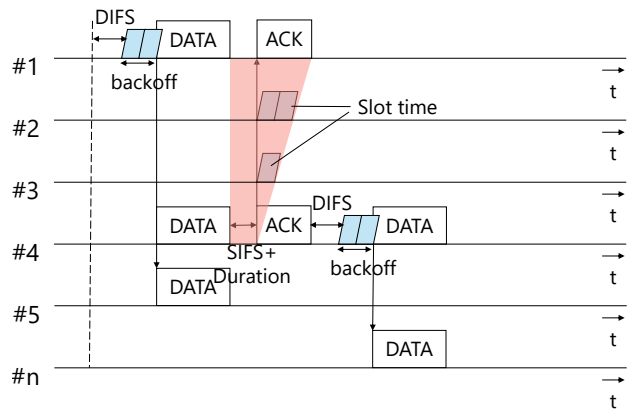 DIFS
DATA
ACK
#1
backoff
t
Slot time
#2
t
#3
t
DIFS
DATA
ACK
DATA
#4
SIFS+
Duration
backoff
t
DATA
#5
t
DATA
#n
t